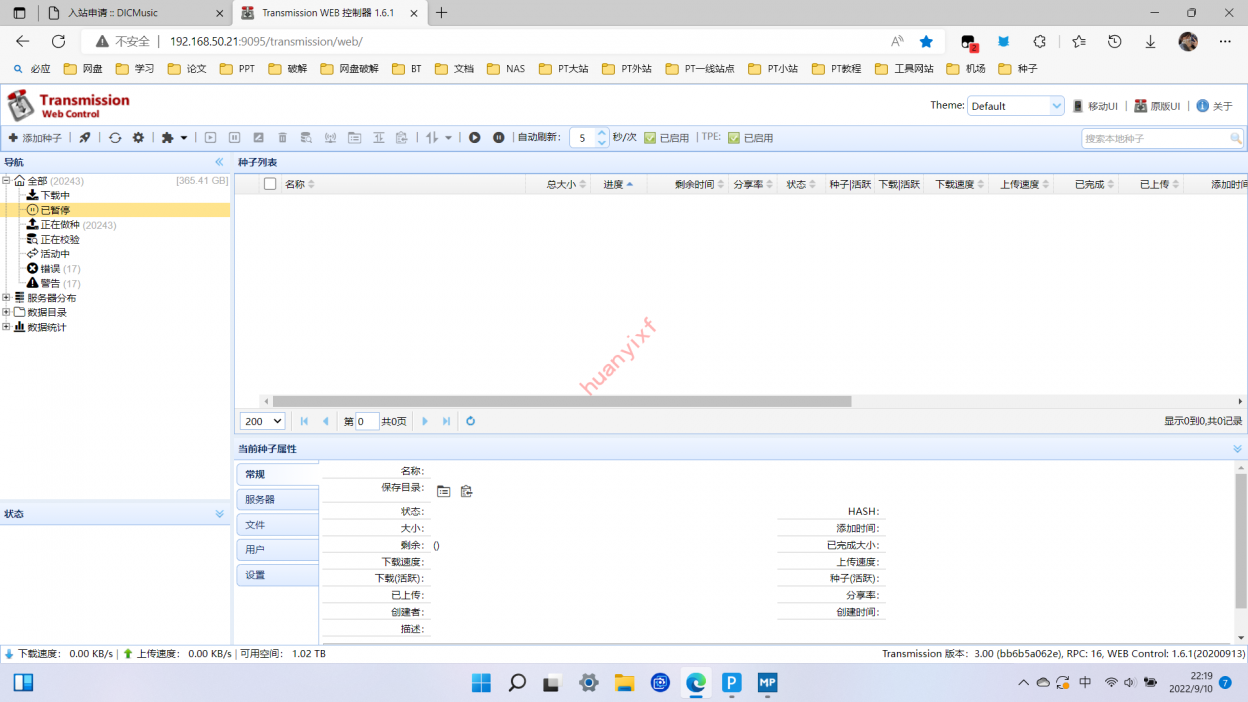 入站申请 :: DICMusic
Transmission WEB 控制器 1.6.1
不安全
192.168.50.21:9095/transmission/web/
2
必应 网盘 学习 论文 PPT 破解 网盘破解 BT 文档 NAS PT大站 PT外站 PT一线站点 PT小站 PT教程 工具网站 机场 种子
Transmission
Web Control
Theme: Default 移动UI | 原版UI | 关于
添加种子 自动刷新: 5 秒/次 已启用 TPE: 已启用
搜索本地种子
导航
全部 (20243) [365.41 GB]
下载中
已暂停
正在做种 (20243)
正在校验
活动中
错误 (17)
警告 (17)
服务器分布
数据目录
数据统计
状态
种子列表
名称 总大小 进度 剩余时间 分享率 状态 种子|活跃 下载|活跃 下载速度 上传速度 已完成 已上传 添加时间
huanyixf
200 第 0 共0页
显示0到0,共0记录
当前种子属性
常规
服务器
文件
用户
设置
名称:
保存目录:
状态: HASH:
大小: 添加时间:
剩余: () 已完成大小:
下载速度: 上传速度:
下载(活跃): 种子(活跃):
已上传: 分享率:
创建者: 创建时间:
描述:
下载速度: 0.00 KB/s | 上传速度: 0.00 KB/s | 可用空间: 1.02 TB
Transmission 版本: 3.00 (bb6b5a062e), RPC: 16, WEB Control: 1.6.1(20200913)
P MP
中
22:19
2022/9/10
7